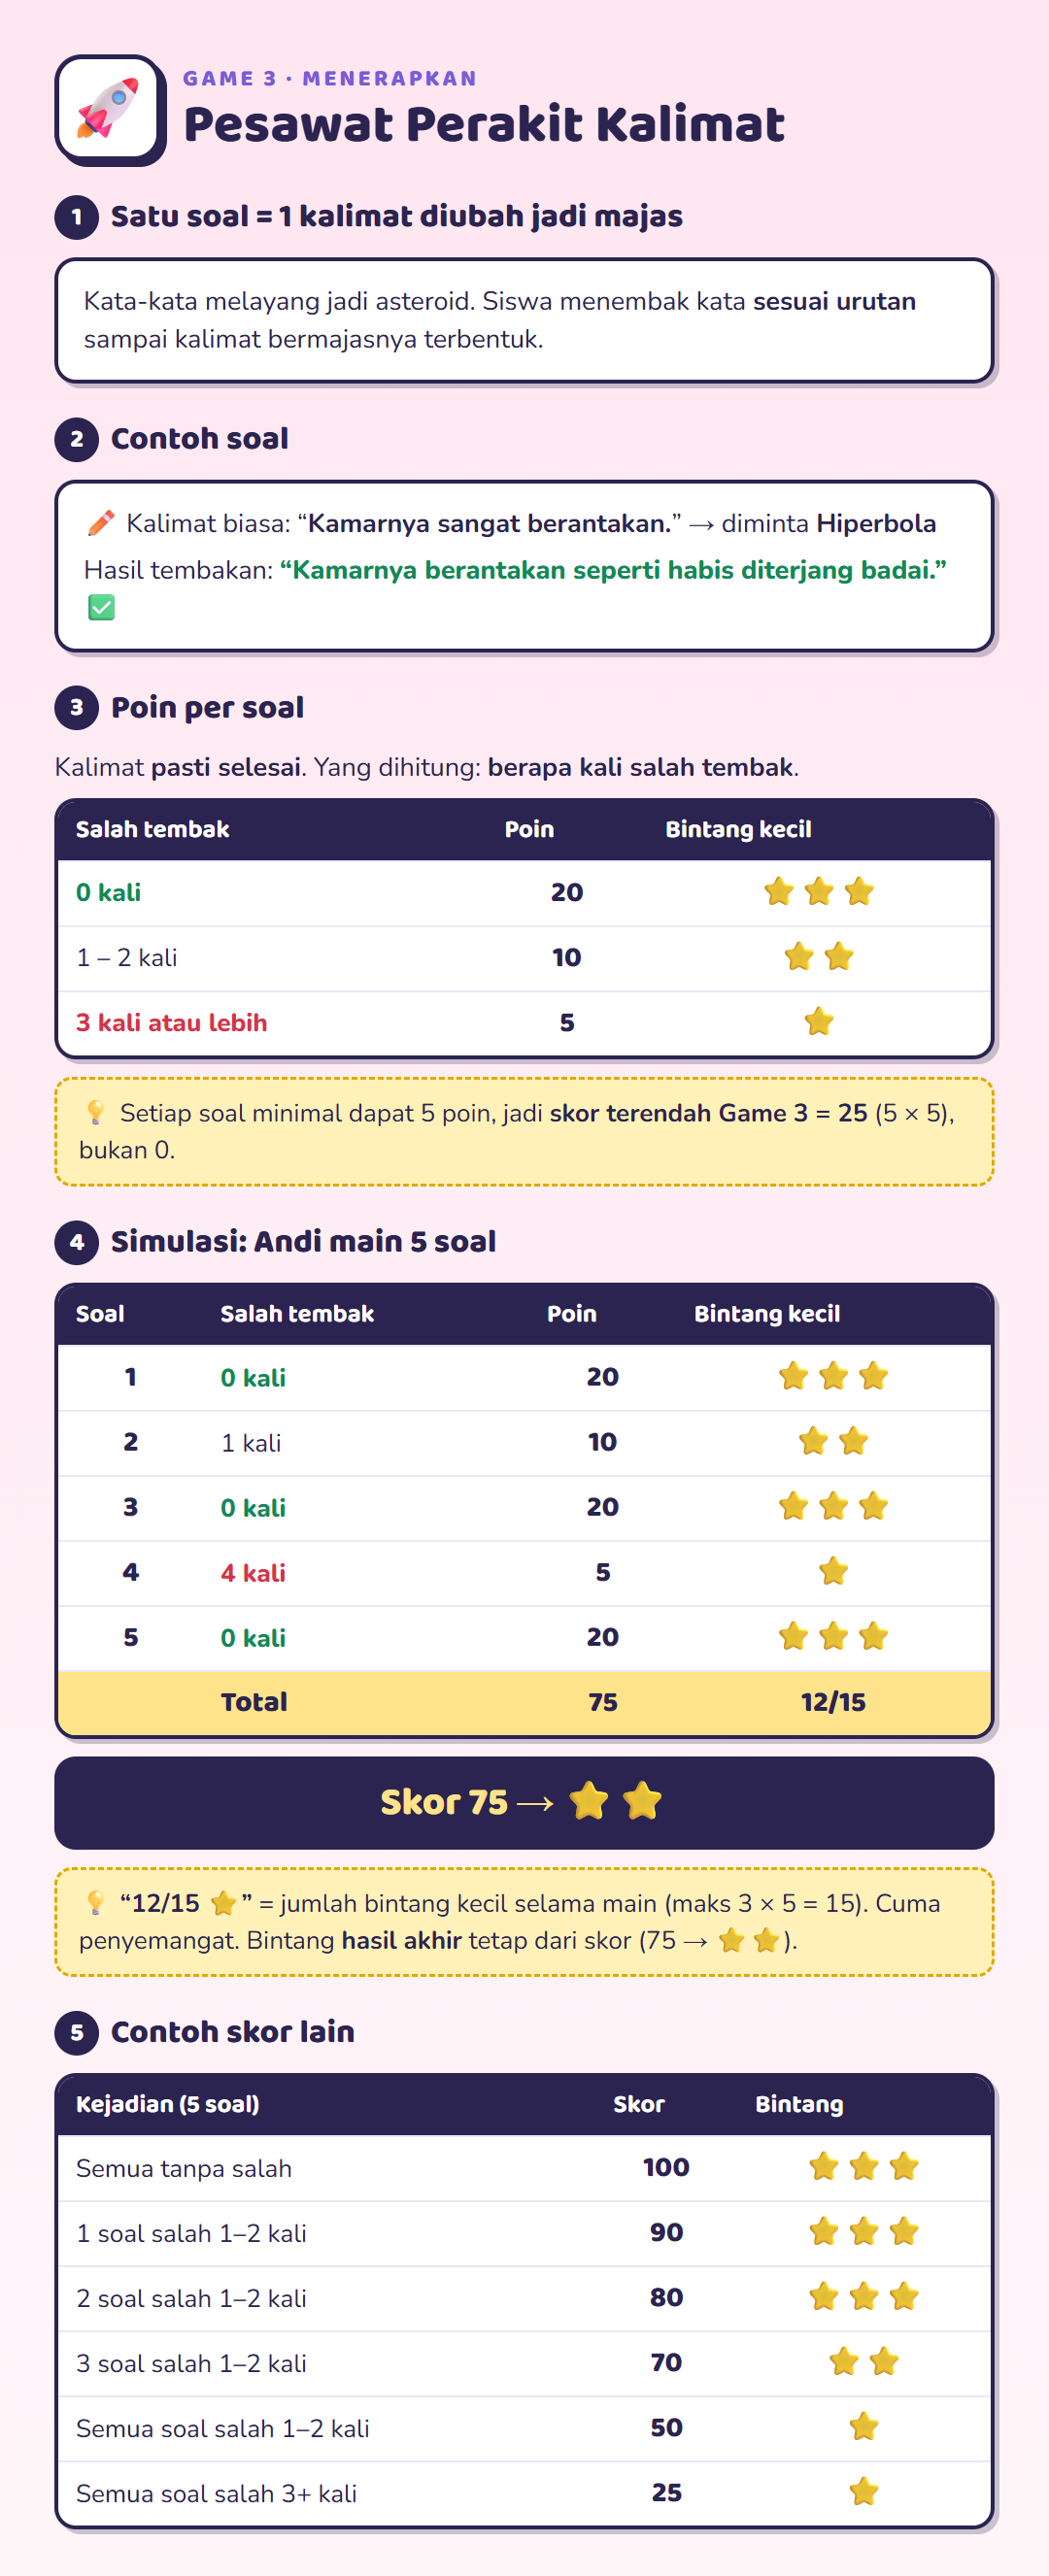 GAME 3 · MENERAPKAN
Pesawat Perakit Kalimat
1 Satu soal = 1 kalimat diubah jadi majas
Kata-kata melayang jadi asteroid. Siswa menembak kata sesuai urutan
sampai kalimat bermajasnya terbentuk.
2 Contoh soal
✏️ Kalimat biasa: “Kamarnya sangat berantakan.” → diminta Hiperbola
Hasil tembakan: “Kamarnya berantakan seperti habis diterjang badai.”
✅
3 Poin per soal
Kalimat pasti selesai. Yang dihitung: berapa kali salah tembak.
Salah tembak Poin Bintang kecil
0 kali 20 ⭐⭐⭐
1 – 2 kali 10 ⭐⭐
3 kali atau lebih 5 ⭐
💡 Setiap soal minimal dapat 5 poin, jadi skor terendah Game 3 = 25 (5 × 5),
bukan 0.
4 Simulasi: Andi main 5 soal
Soal Salah tembak Poin Bintang kecil
1 0 kali 20 ⭐⭐⭐
2 1 kali 10 ⭐⭐
3 0 kali 20 ⭐⭐⭐
4 4 kali 5 ⭐
5 0 kali 20 ⭐⭐⭐
Total 75 12/15
Skor 75 → ⭐⭐
💡 “12/15 ⭐” = jumlah bintang kecil selama main (maks 3 × 5 = 15). Cuma
penyemangat. Bintang hasil akhir tetap dari skor (75 → ⭐⭐).
5 Contoh skor lain
Kejadian (5 soal) Skor Bintang
Semua tanpa salah 100 ⭐⭐⭐
1 soal salah 1–2 kali 90 ⭐⭐⭐
2 soal salah 1–2 kali 80 ⭐⭐⭐
3 soal salah 1–2 kali 70 ⭐⭐
Semua soal salah 1–2 kali 50 ⭐
Semua soal salah 3+ kali 25 ⭐